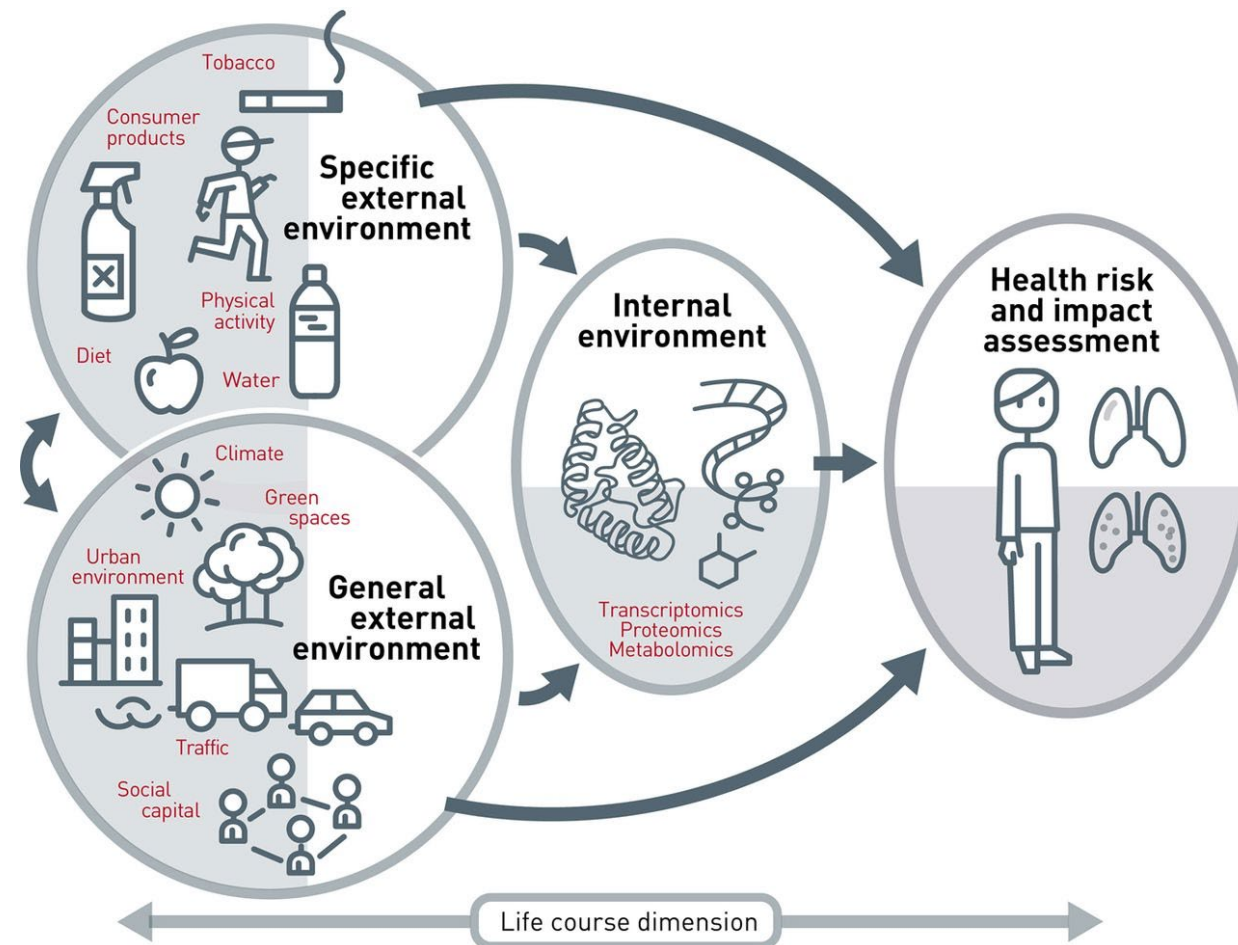 Tobacco
Consumer
products
Specific
external
environment
Physical
activity
Diet
Water
Climate
Green
spaces
Urban
environment
General
external
environment
Traffic
Social
capital
Internal
environment
Transcriptomics
Proteomics
Metabolomics
Health risk
and impact
assessment
Life course dimension